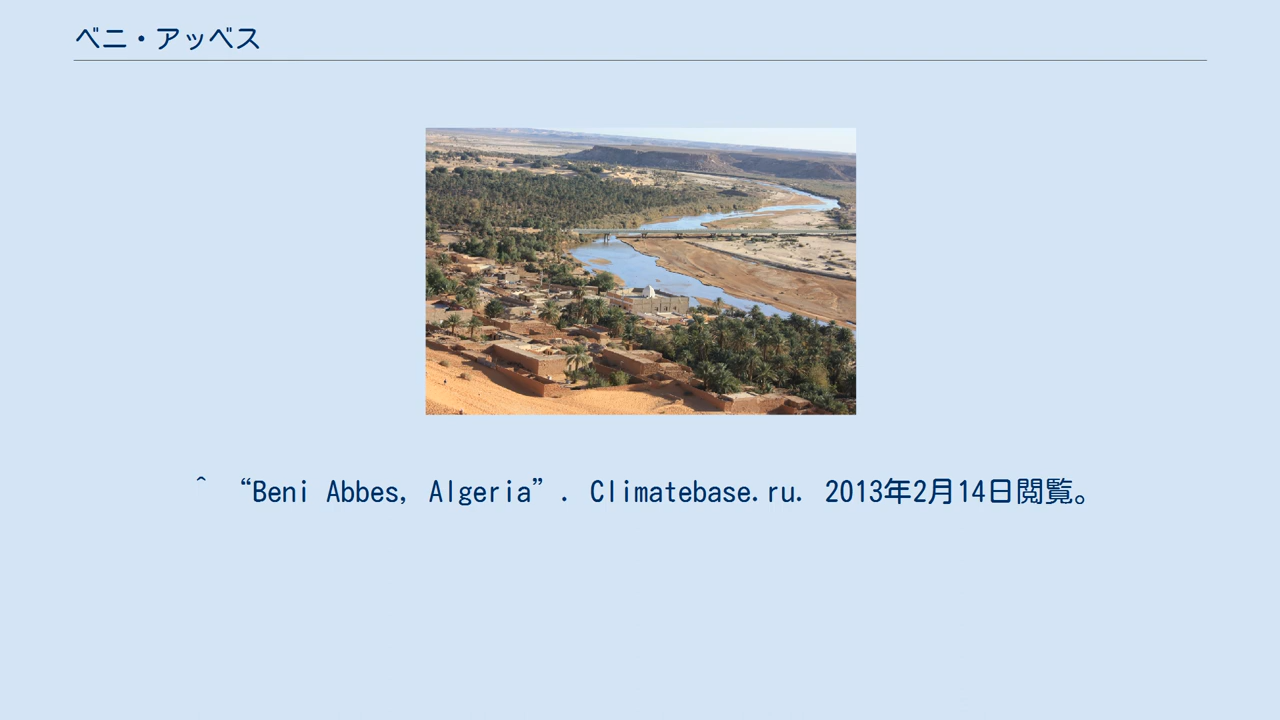 ベニ・アッベス
^ “Beni Abbes, Algeria”. Climatebase.ru. 2013年2月14日閲覧。